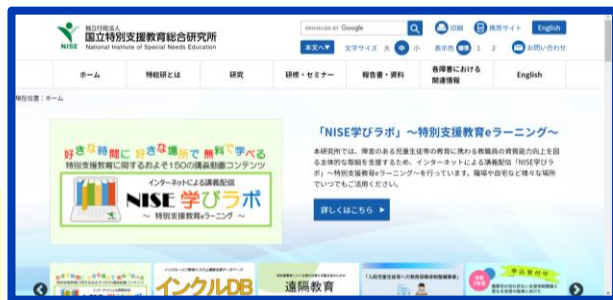 独立行政法人
国立特別支援教育総合研究所
NISE National Institute of Special Needs Education
ENHANCED BY Google
印刷
携帯サイト
English
本文へ▼
文字サイズ 大 中 小
表示色 標準 1 2
お問い合わせ
ホーム
特総研とは
研究
研修・セミナー
報告書・資料
各障害における
関連情報
English
現在位置：ホーム
好きな時間に 好きな場所で 無料で学べる
特別支援教育に関するおよそ150の講義動画コンテンツ
インターネットによる講義配信
NISE 学びラボ
～ 特別支援教育eラーニング ～
「NISE学びラボ」～特別支援教育eラーニング～
本研究所では、障害のある児童生徒等の教育に携わる教職員の資質能力向上を図
る主体的な取組を支援するため、インターネットによる講義配信「NISE学びラ
ボ」～特別支援教育eラーニング～を行っています。職場や自宅など様々な場所
でいつでもご活用ください。
詳しくはこちら ▶
インクルDB
遠隔教育
申込受付中